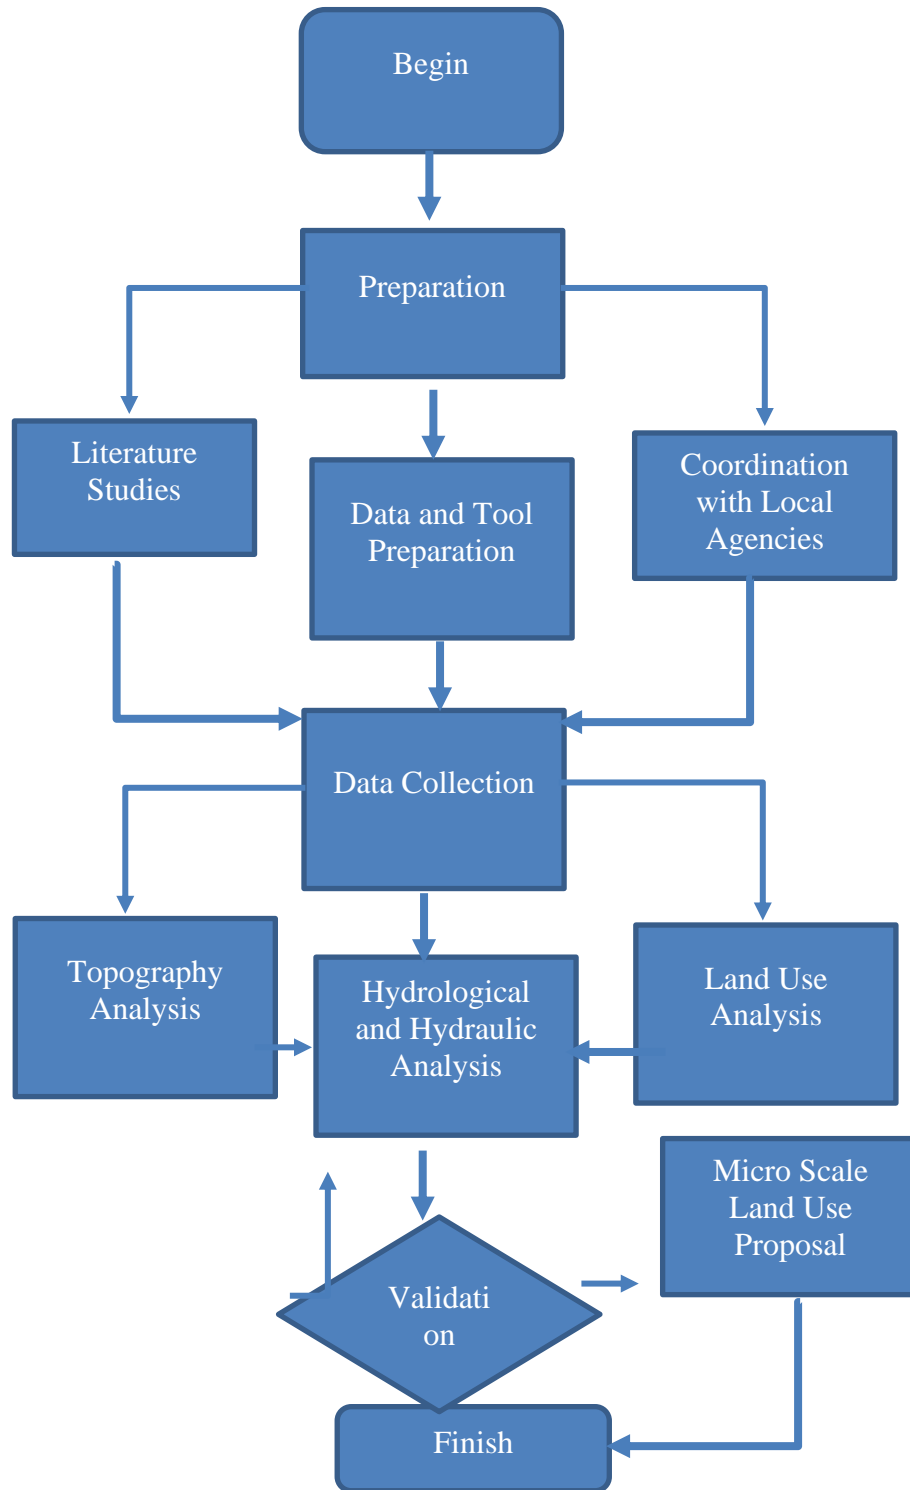 Begin
Preparation
Literature
Studies
Data and Tool
Preparation
Coordination
with Local
Agencies
Data Collection
Topography
Analysis
Hydrological
and Hydraulic
Analysis
Land Use
Analysis
Micro Scale
Land Use
Proposal
Validati
on
Finish